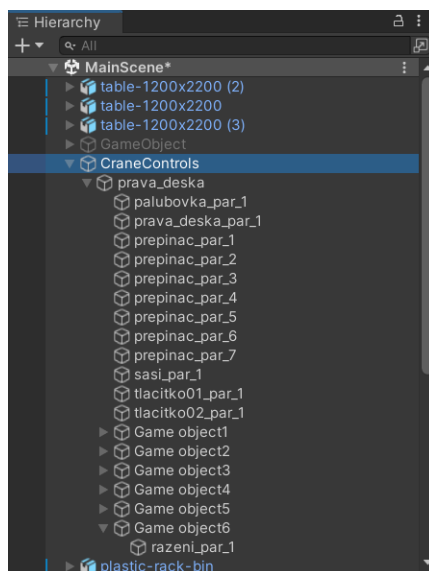 Hierarchy
All
MainScene*
table-1200x2200 (2)
table-1200x2200
table-1200x2200 (3)
GameObject
CraneControls
prava_deska
palubovka_par_1
prava_deska_par_1
prepinac_par_1
prepinac_par_2
prepinac_par_3
prepinac_par_4
prepinac_par_5
prepinac_par_6
prepinac_par_7
sasi_par_1
tlacitko01_par_1
tlacitko02_par_1
Game object1
Game object2
Game object3
Game object4
Game object5
Game object6
razeni_par_1
plastic-rack-bin